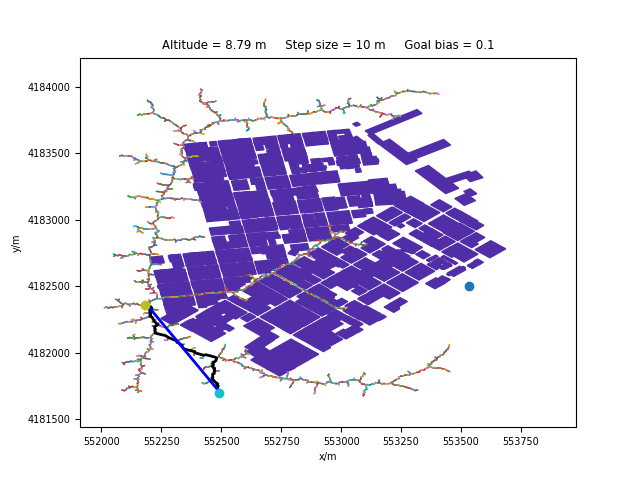 Altitude = 8.79 m Step size = 10 m Goal bias = 0.1
4184000
4183500
4183000
4182500
4182000
4181500
y/m
552000 552250 552500 552750 553000 553250 553500 553750
x/m